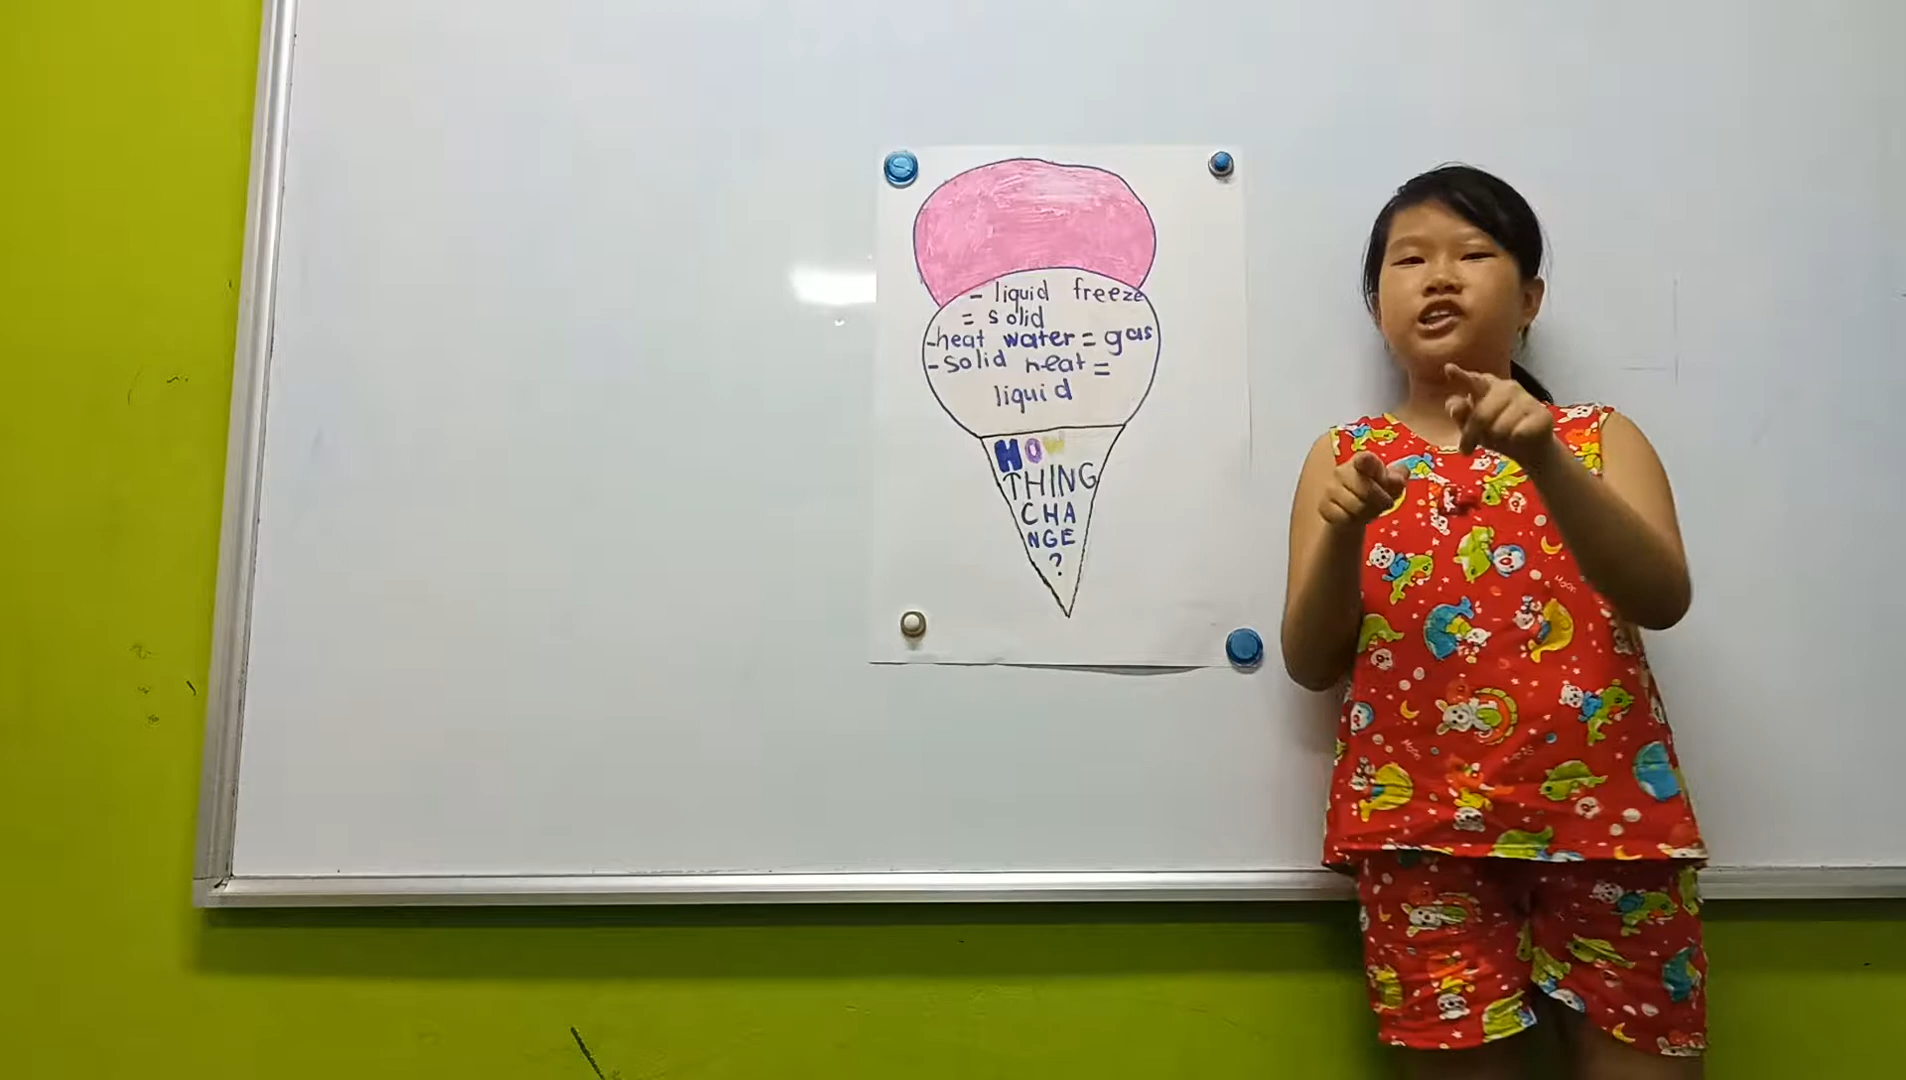 - liquid freeze
= solid
-heat water = gas
- solid heat =
liquid
HOW
THING
CHA
NGE
?